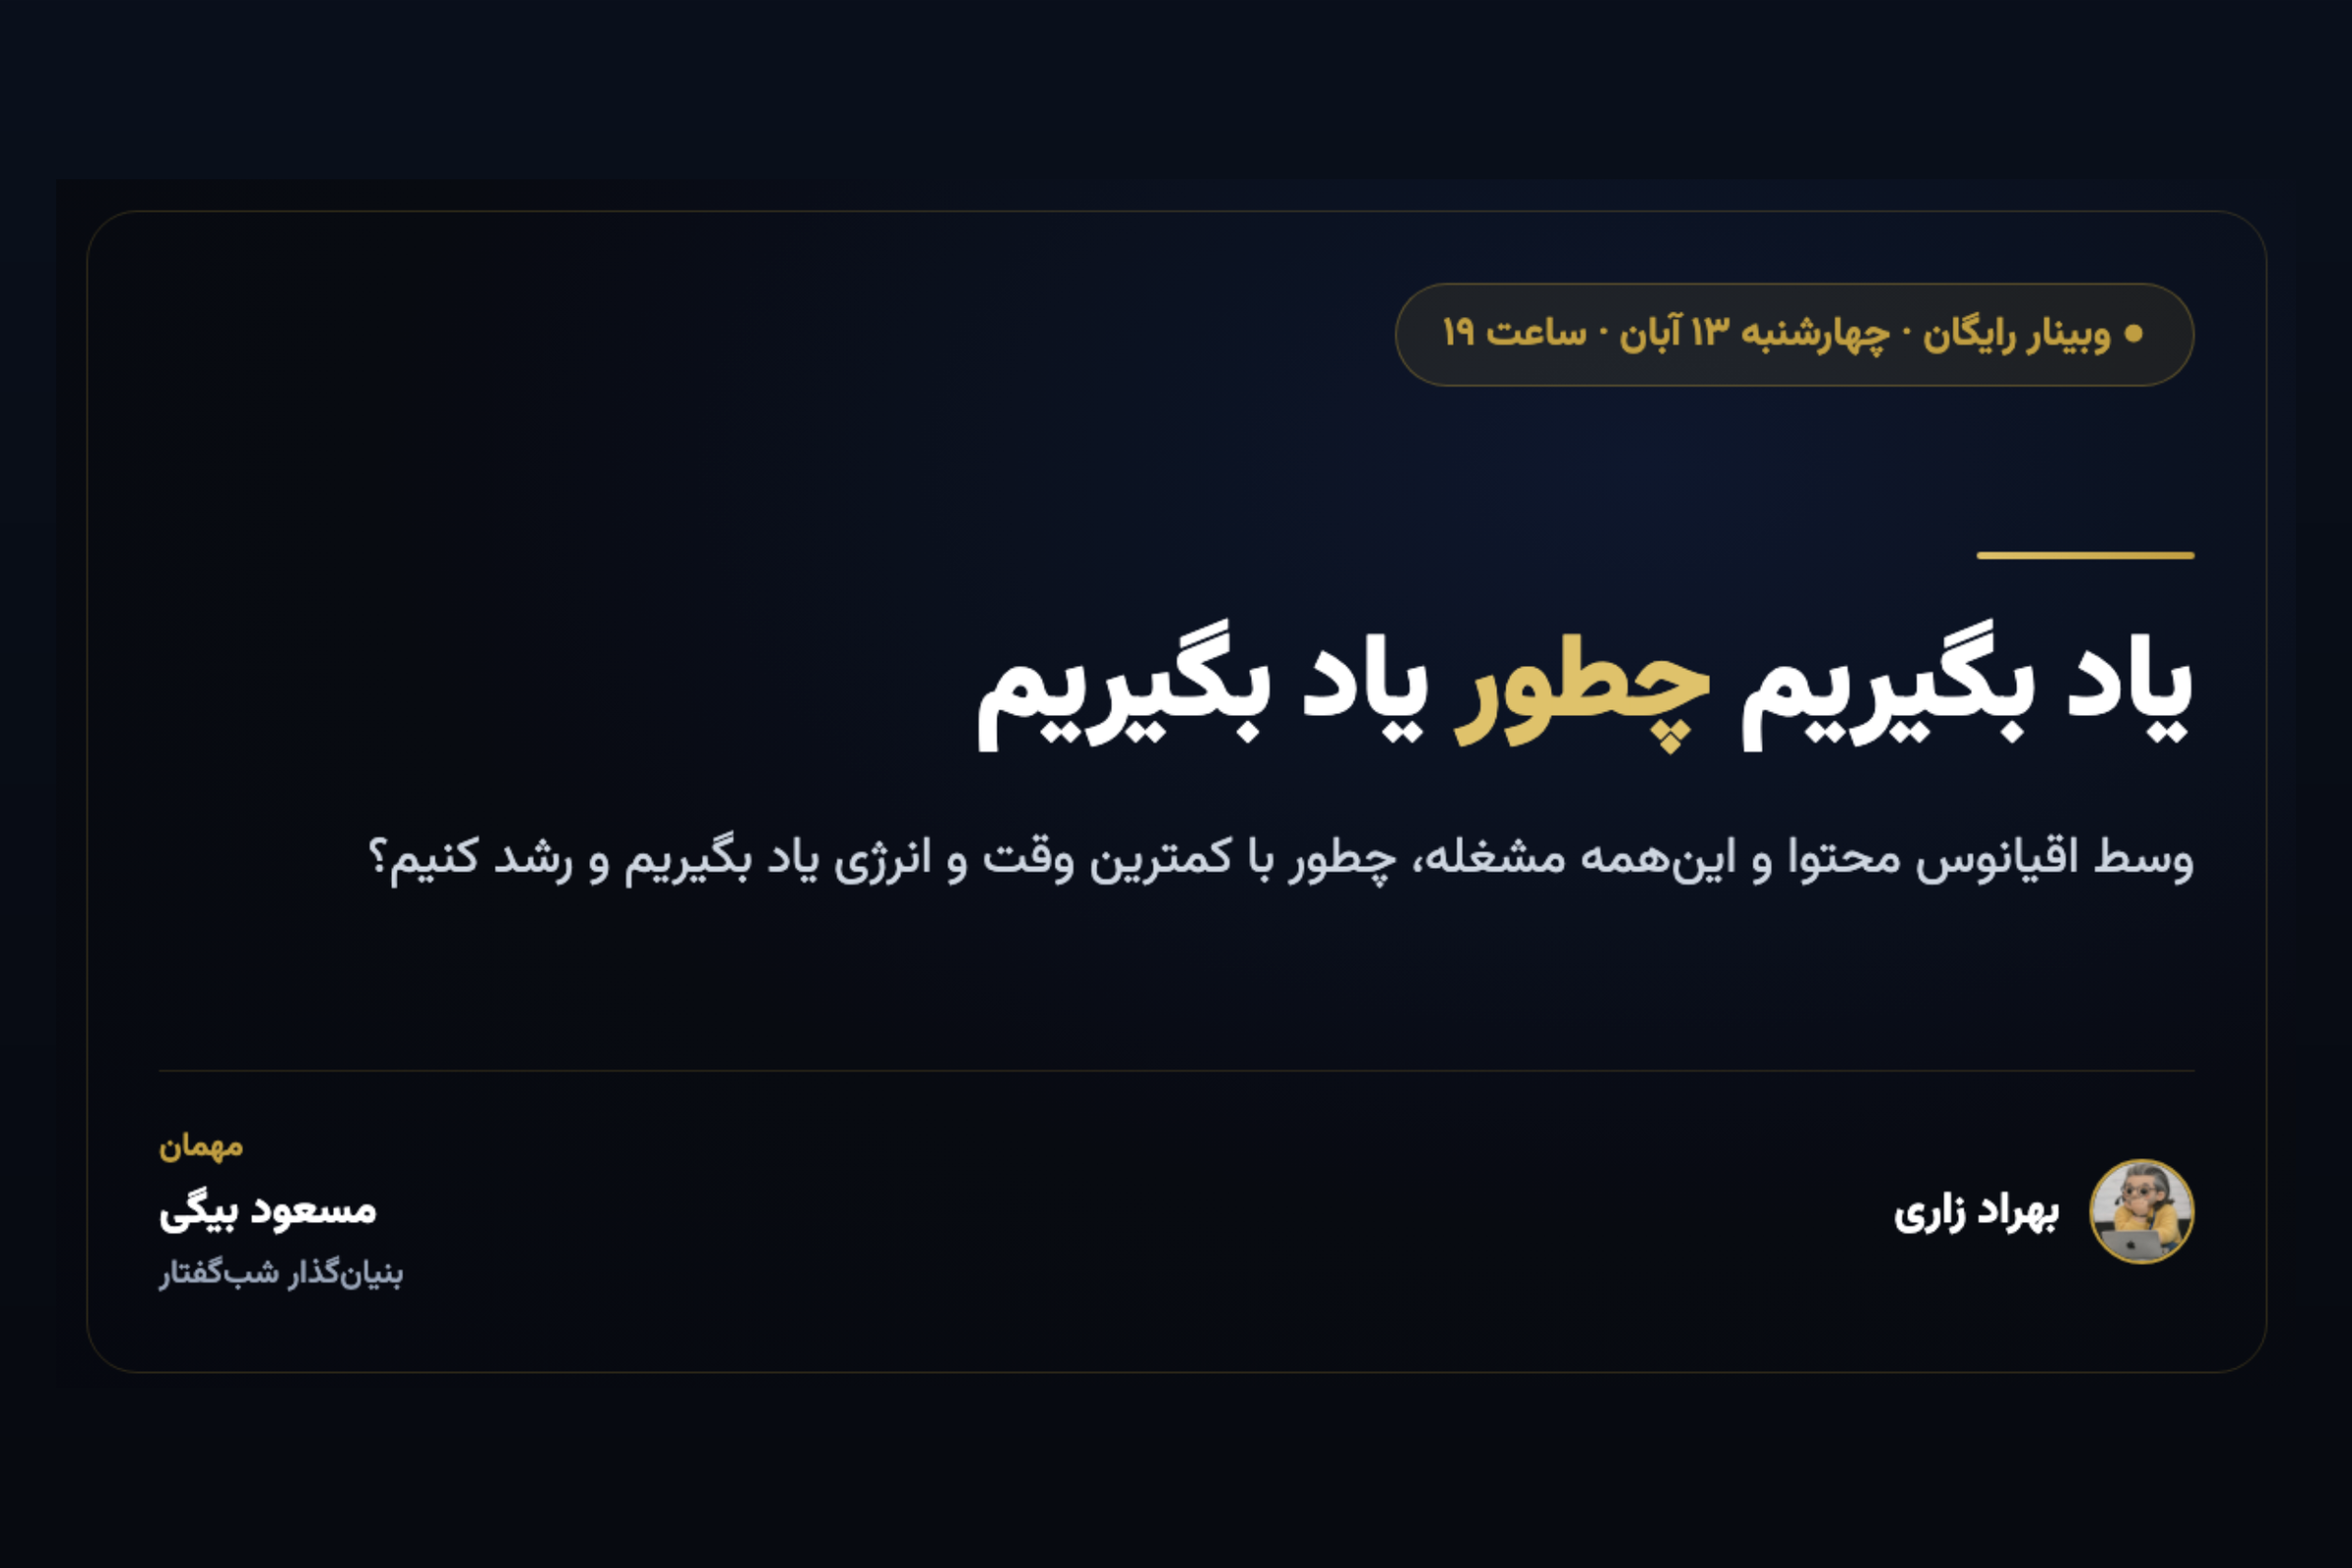 وبینار رایگان · چهارشنبه ۱۳ آبان · ساعت ۱۹
یاد بگیریم چطور یاد بگیریم
وسط اقیانوس محتوا و این‌همه مشغله، چطور با کمترین وقت و انرژی یاد بگیریم و رشد کنیم؟
بهراد زاری
مهمان
مسعود بیگی
بنیان‌گذار شب‌گفتار